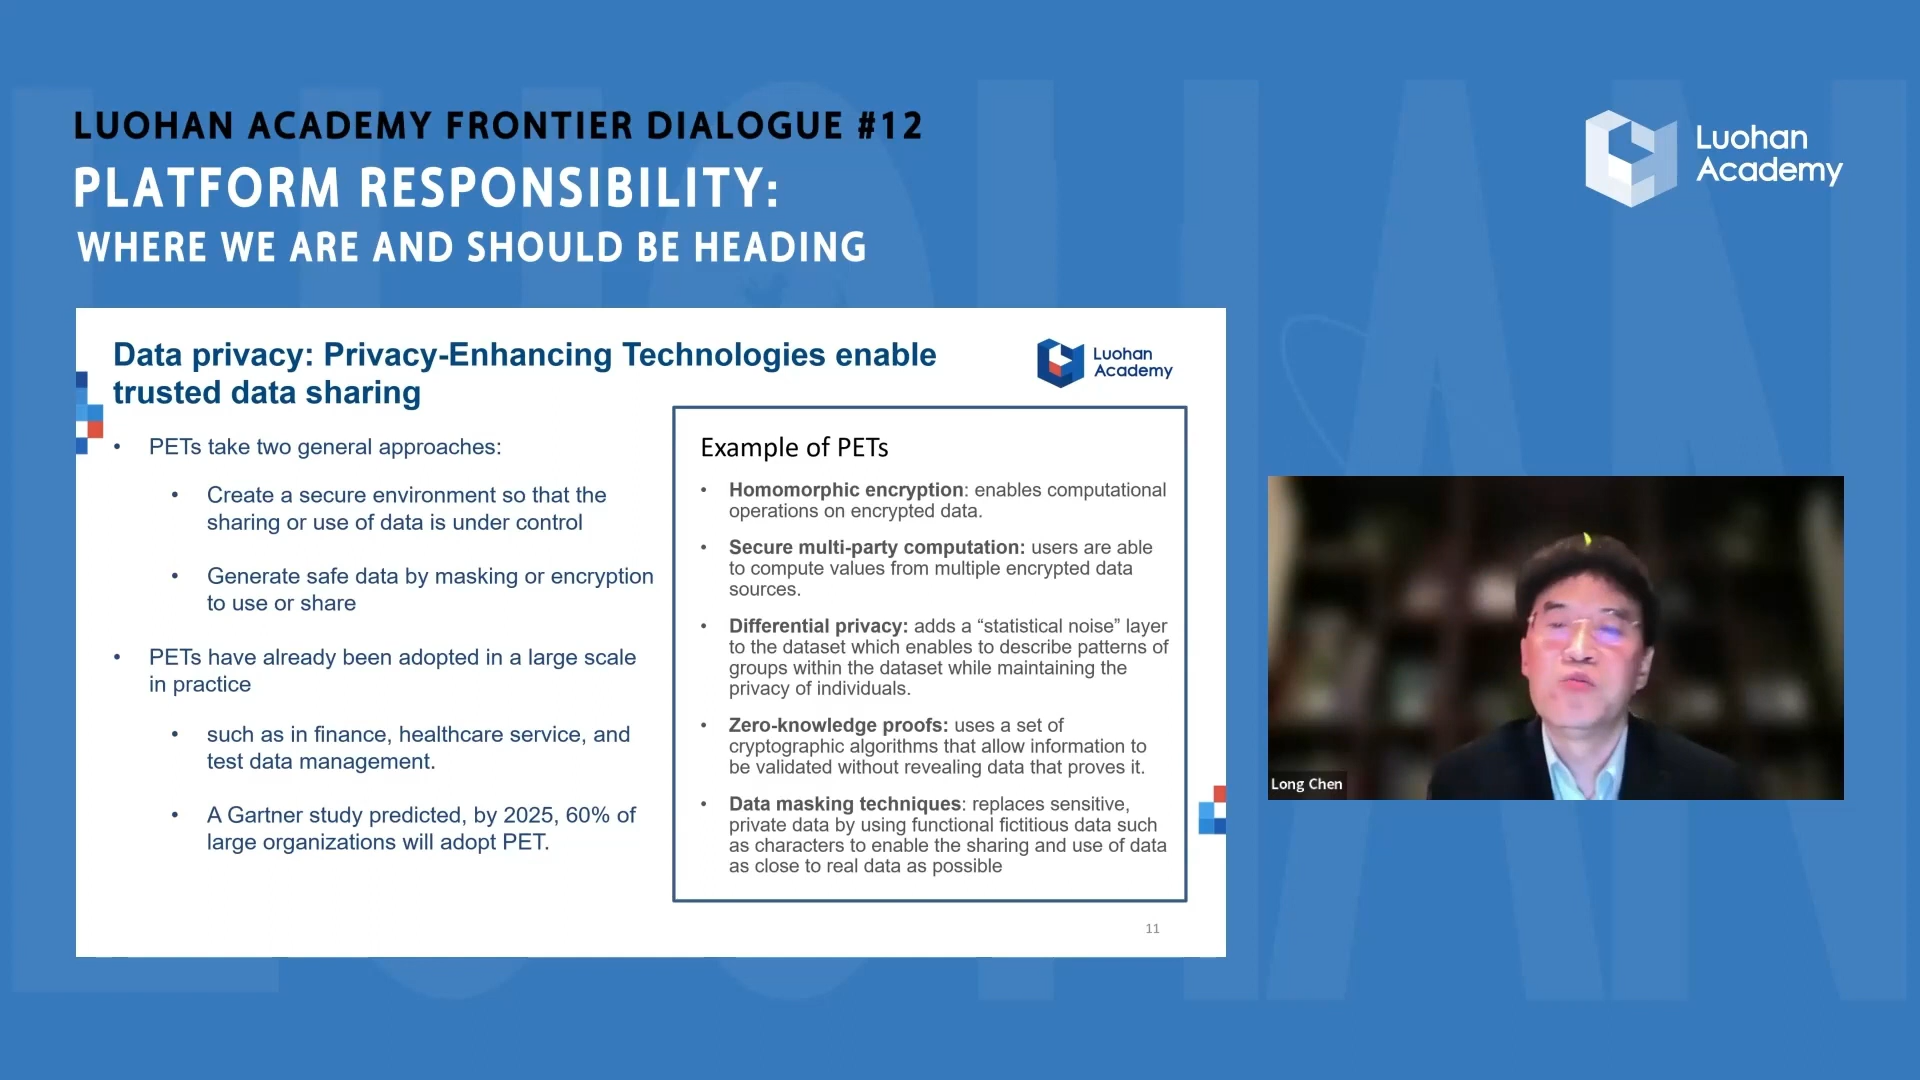 LUOHAN ACADEMY FRONTIER DIALOGUE #12
PLATFORM RESPONSIBILITY:
WHERE WE ARE AND SHOULD BE HEADING
Luohan
Academy
Data privacy: Privacy-Enhancing Technologies enable
trusted data sharing
Luohan
Academy
• PETs take two general approaches:
• Create a secure environment so that the
sharing or use of data is under control
• Generate safe data by masking or encryption
to use or share
• PETs have already been adopted in a large scale
in practice
• such as in finance, healthcare service, and
test data management.
• A Gartner study predicted, by 2025, 60% of
large organizations will adopt PET.
Example of PETs
• Homomorphic encryption: enables computational
operations on encrypted data.
• Secure multi-party computation: users are able
to compute values from multiple encrypted data
sources.
• Differential privacy: adds a “statistical noise” layer
to the dataset which enables to describe patterns of
groups within the dataset while maintaining the
privacy of individuals.
• Zero-knowledge proofs: uses a set of
cryptographic algorithms that allow information to
be validated without revealing data that proves it.
• Data masking techniques: replaces sensitive,
private data by using functional fictitious data such
as characters to enable the sharing and use of data
as close to real data as possible
11
Long Chen